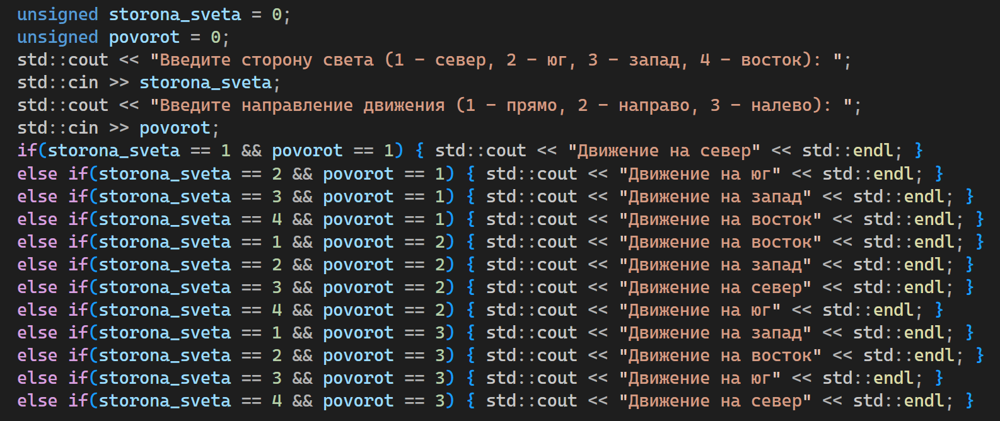 unsigned storona_sveta = 0;
unsigned povorot = 0;
std::cout << "Введите сторону света (1 - север, 2 - юг, 3 - запад, 4 - восток): ";
std::cin >> storona_sveta;
std::cout << "Введите направление движения (1 - прямо, 2 - направо, 3 - налево): ";
std::cin >> povorot;
if(storona_sveta == 1 && povorot == 1) { std::cout << "Движение на север" << std::endl; }
else if(storona_sveta == 2 && povorot == 1) { std::cout << "Движение на юг" << std::endl; }
else if(storona_sveta == 3 && povorot == 1) { std::cout << "Движение на запад" << std::endl; }
else if(storona_sveta == 4 && povorot == 1) { std::cout << "Движение на восток" << std::endl; }
else if(storona_sveta == 1 && povorot == 2) { std::cout << "Движение на восток" << std::endl; }
else if(storona_sveta == 2 && povorot == 2) { std::cout << "Движение на запад" << std::endl; }
else if(storona_sveta == 3 && povorot == 2) { std::cout << "Движение на север" << std::endl; }
else if(storona_sveta == 4 && povorot == 2) { std::cout << "Движение на юг" << std::endl; }
else if(storona_sveta == 1 && povorot == 3) { std::cout << "Движение на запад" << std::endl; }
else if(storona_sveta == 2 && povorot == 3) { std::cout << "Движение на восток" << std::endl; }
else if(storona_sveta == 3 && povorot == 3) { std::cout << "Движение на юг" << std::endl; }
else if(storona_sveta == 4 && povorot == 3) { std::cout << "Движение на север" << std::endl; }